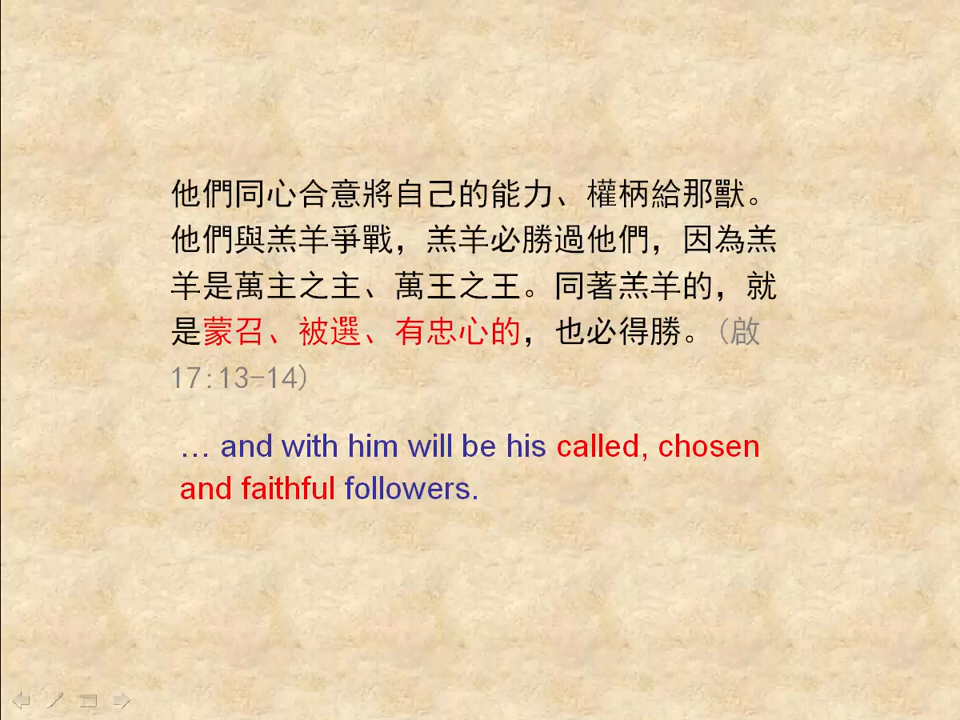 他們同心合意將自己的能力、權柄給那獸。
他們與羔羊爭戰，羔羊必勝過他們，因為羔
羊是萬主之主、萬王之王。同著羔羊的，就
是蒙召、被選、有忠心的，也必得勝。(啟
17:13-14)
… and with him will be his called, chosen
and faithful followers.